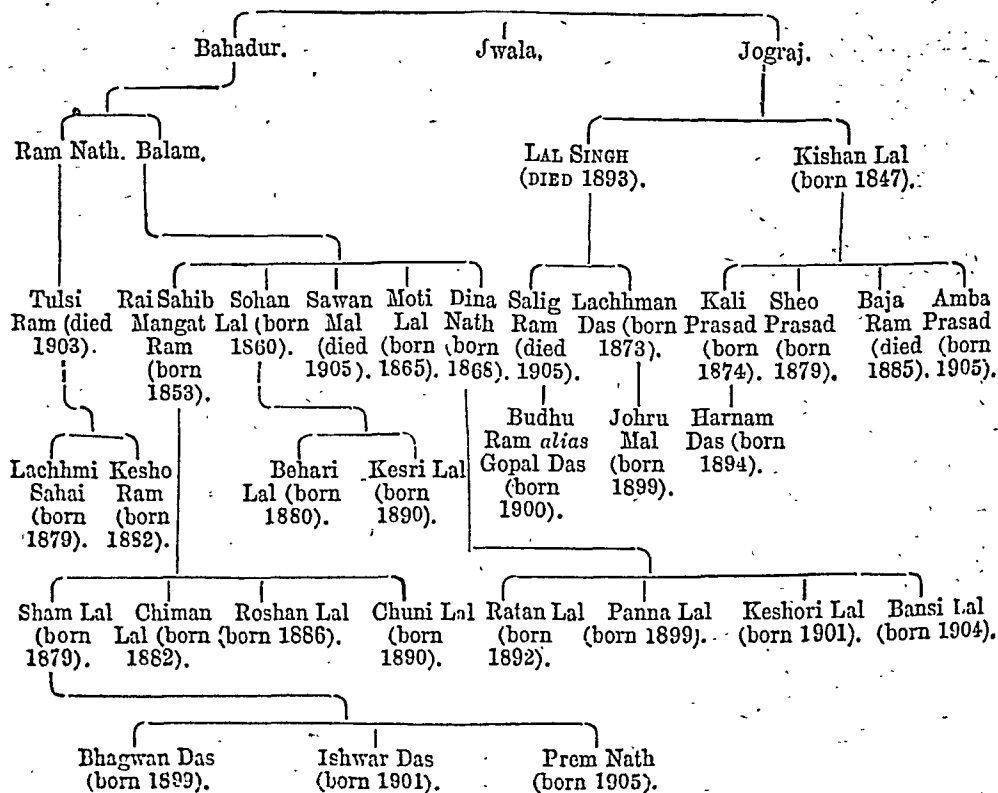 Bahadur. Jwala, Jograj.
Ram Nath. Balam. LAL SINGH Kishan Lal
(DIED 1893). (born 1847).
Tulsi Rai Sahib Sohan Sawan Moti Dina Salig Lachhman Kali Sheo Baja Amba
Ram (died Mangat Lal (born Mal Lal Nath Ram Das (born Prasad Prasad Ram Prasad
1903). Ram 1860). (died (born (born (died 1873). (born (born (died (born
(born 1905). 1865). 1868). 1905). 1874). 1879). 1885). 1905).
1853). Budhu Johru Harnam
Ram alias Mal Das (born
Lachhmi Kesho Behari Kesri Lal Gopal Das (born 1894).
Sahai Ram Lal (born (born (born 1899).
(born (born 1880). 1890). 1900).
1879). 1882).
Sham Lal Chiman Roshan Lal Chuni Lal Ratan Lal Panna Lal Keshori Lal Bansi Lal
(born Lal (born (born 1886). (born (born (born 1899). (born 1901). (born 1904).
1879). 1882). 1890). 1892).
Bhagwan Das Ishwar Das Prem Nath
(born 1899). (born 1901). (born 1905).